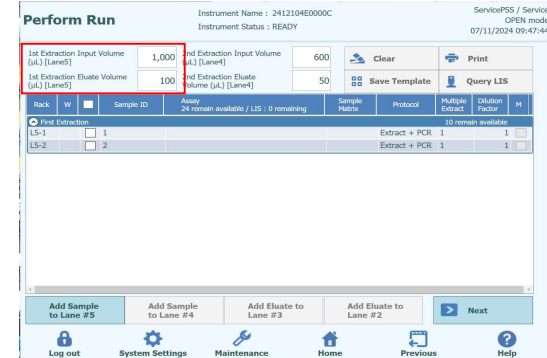 Perform Run
Instrument Name : 2412104E0000C
Instrument Status : READY
ServicePSS / Service
OPEN mode
07/11/2024 09:47:44
1st Extraction Input Volume (μL) [Lane5]
1,000
2nd Extraction Input Volume (μL) [Lane4]
600
Clear
Print
1st Extraction Eluate Volume (μL) [Lane5]
100
2nd Extraction Eluate Volume (μL) [Lane4]
50
Save Template
Query LIS
Rack W Sample ID Assay 24 remain available / LIS : 0 remaining Sample Matrix Protocol Multiple Extract Dilution Factor M
First Extraction 10 remain available
L5-1 1 Extract + PCR 1 1
L5-2 2 Extract + PCR 1 1
Add Sample to Lane #5
Add Sample to Lane #4
Add Eluate to Lane #3
Add Eluate to Lane #2
Next
Log out
System Settings
Maintenance
Home
Previous
Help